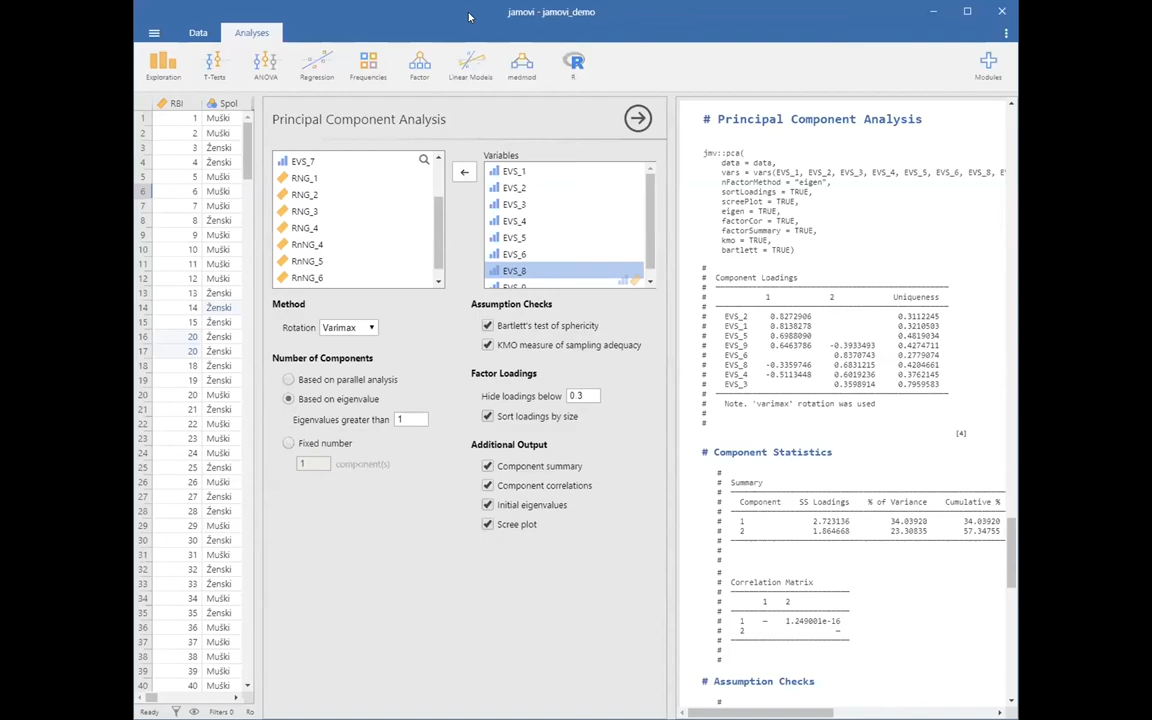 jamovi - jamovi_demo
Data Analyses
Exploration T-Tests ANOVA Regression Frequencies Factor Linear Models medmod R Modules
RBI Spol
1 1 Muški
2 2 Muški
3 3 Ženski
4 4 Ženski
5 5 Muški
6 6 Muški
7 7 Muški
8 8 Ženski
9 9 Muški
10 10 Muški
11 11 Muški
12 12 Muški
13 13 Ženski
14 14 Ženski
15 15 Ženski
16 20 Ženski
17 20 Ženski
18 18 Ženski
19 19 Ženski
20 20 Muški
21 21 Ženski
22 22 Ženski
23 23 Muški
24 24 Muški
25 25 Ženski
26 26 Muški
27 27 Ženski
28 28 Ženski
29 29 Muški
30 30 Ženski
31 31 Muški
32 32 Ženski
33 33 Ženski
34 34 Muški
35 35 Ženski
36 36 Muški
37 37 Muški
38 38 Muški
39 39 Muški
40 40 Muški
Ready Filters 0 Ro
Principal Component Analysis
EVS_7
RNG_1
RNG_2
RNG_3
RNG_4
RnNG_4
RnNG_5
RnNG_6
Variables
EVS_1
EVS_2
EVS_3
EVS_4
EVS_5
EVS_6
EVS_8
Method
Rotation Varimax
Number of Components
Based on parallel analysis
Based on eigenvalue
Eigenvalues greater than 1
Fixed number
1 component(s)
Assumption Checks
Bartlett's test of sphericity
KMO measure of sampling adequacy
Factor Loadings
Hide loadings below 0.3
Sort loadings by size
Additional Output
Component summary
Component correlations
Initial eigenvalues
Scree plot
# Principal Component Analysis
jmv::pca(
data = data,
vars = vars(EVS_1, EVS_2, EVS_3, EVS_4, EVS_5, EVS_6, EVS_8,
nFactorMethod = "eigen",
sortLoadings = TRUE,
screePlot = TRUE,
eigen = TRUE,
factorCor = TRUE,
factorSummary = TRUE,
kmo = TRUE,
bartlett = TRUE)
#
# Component Loadings
#
# 1 2 Uniqueness
#
# EVS_2 0.8272906 0.3112245
# EVS_1 0.8138278 0.3210503
# EVS_5 0.6988090 0.4819034
# EVS_9 0.6463786 -0.3933493 0.4274711
# EVS_6 0.8370743 0.2779074
# EVS_8 -0.3359746 0.6831215 0.4204661
# EVS_4 -0.5113448 0.6019236 0.3762145
# EVS_3 0.3598914 0.7959583
#
# Note. 'varimax' rotation was used
#
#
[4]
# Component Statistics
#
# Summary
#
# Component SS Loadings % of Variance Cumulative %
#
# 1 2.723136 34.03920 34.03920
# 2 1.864668 23.30835 57.34755
#
#
#
# Correlation Matrix
#
# 1 2
#
# 1 — 1.249001e-16
# 2 —
#
#
#
# Assumption Checks
#